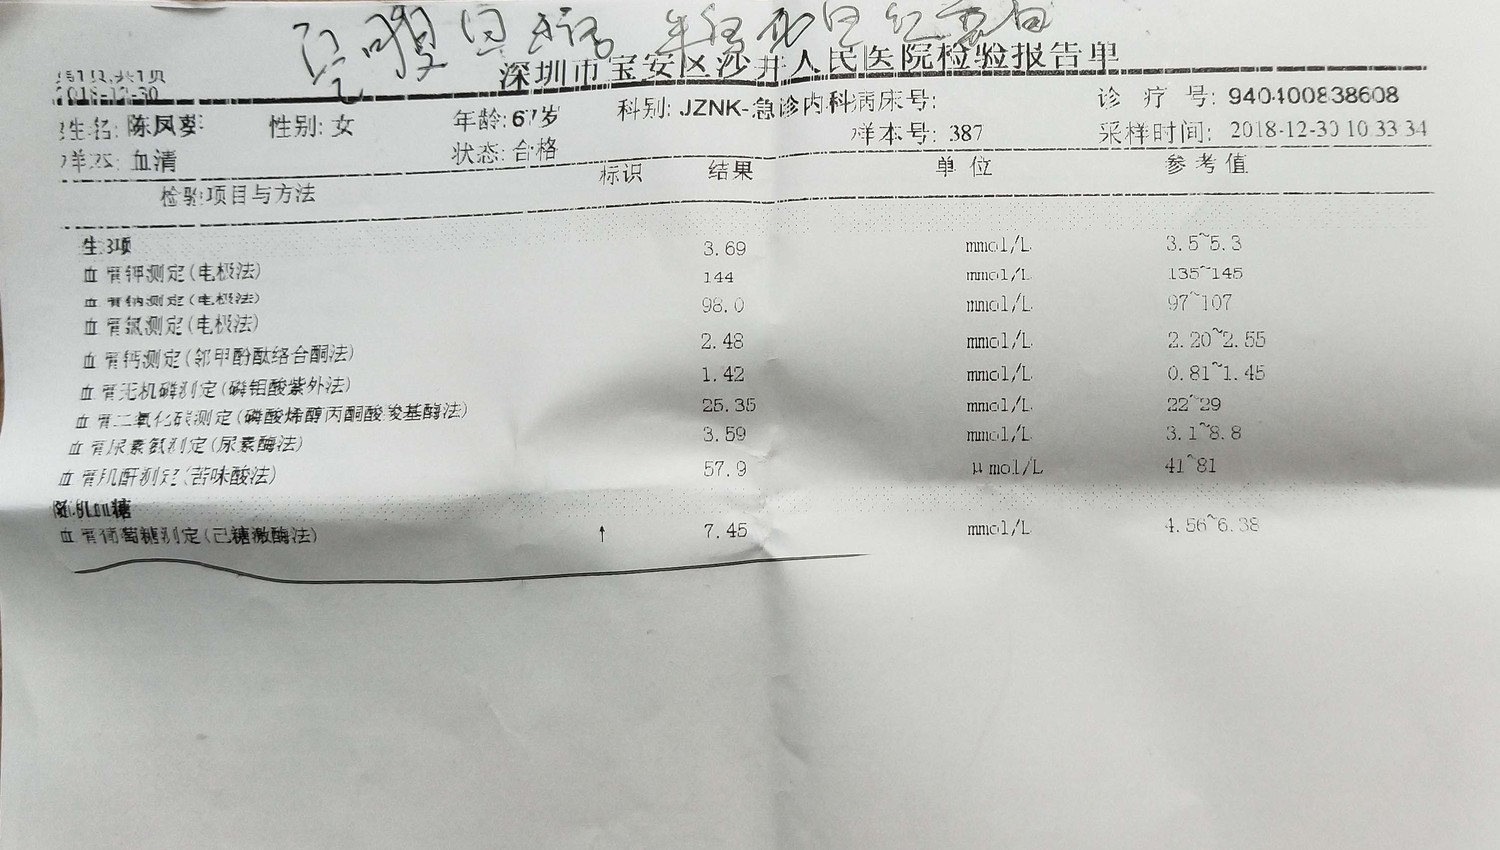 深圳市宝安区沙井人民医院检验报告单
第1页,共1页
2018-12-30
姓名: 陈凤 性别: 女 年龄: 67岁 科别: JZNK-急诊内科 病床号: 诊 疗 号: 940400838608
样本: 血清 状态: 合格 样本号: 387 采样时间: 2018-12-30 10:33:34
检验项目与方法 标识 结果 单 位 参 考 值
生 项
血清钾测定(电极法) 3.69 mmol/L 3.5~5.3
血清钠测定(电极法) 144 mmol/L 135~145
血清氯测定(电极法) 98.0 mmol/L 97~107
血清钙测定(邻甲酚酞络合酮法) 2.48 mmol/L 2.20~2.55
血清无机磷测定(磷钼酸紫外法) 1.42 mmol/L 0.81~1.45
血清二氧化碳测定(磷酸烯醇丙酮酸羧基酶法) 25.35 mmol/L 22~29
血清尿素氮测定(尿素酶法) 3.59 mmol/L 3.1~8.8
血清肌酐测定(苦味酸法) 57.9 μmol/L 41~81
随机血糖
血清葡萄糖测定(己糖激酶法) ↑ 7.45 mmol/L 4.56~6.38